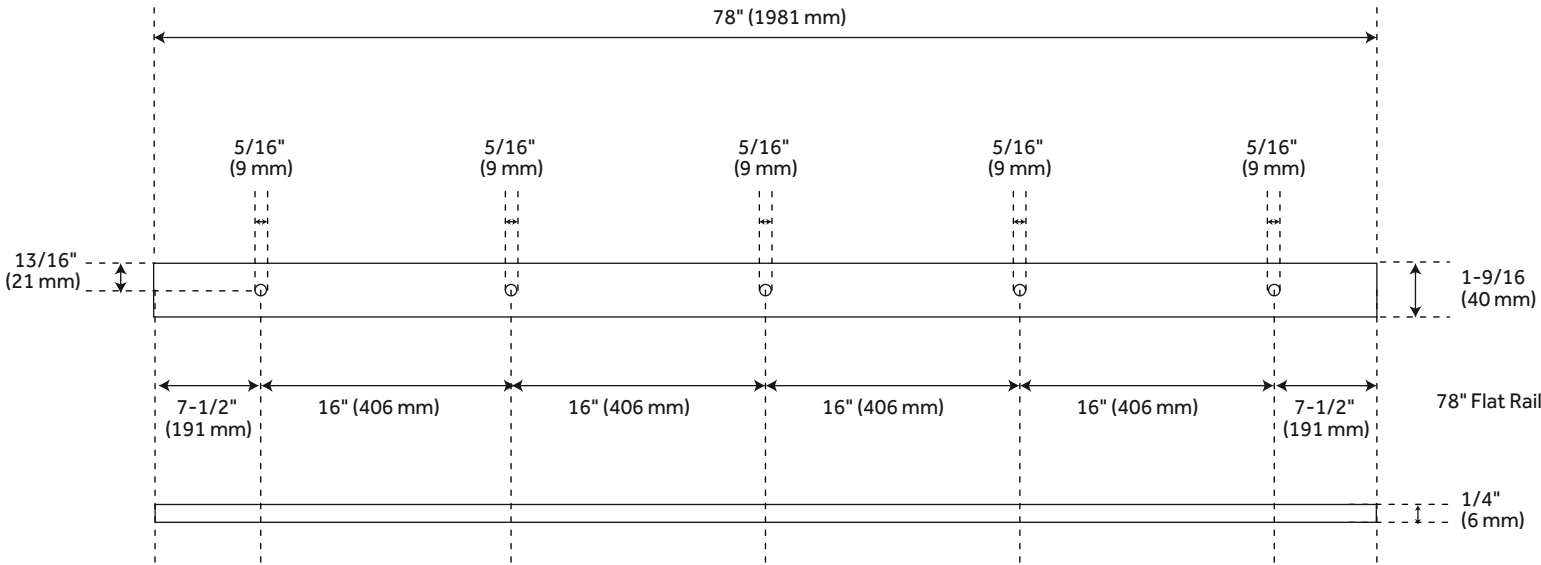 78" (1981 mm)
5/16"
(9 mm)
5/16"
(9 mm)
5/16"
(9 mm)
5/16"
(9 mm)
5/16"
(9 mm)
13/16"
(21 mm)
1-9/16
(40 mm)
7-1/2"
(191 mm)
16" (406 mm)
16" (406 mm)
16" (406 mm)
16" (406 mm)
7-1/2"
(191 mm)
78" Flat Rail
1/4"
(6 mm)